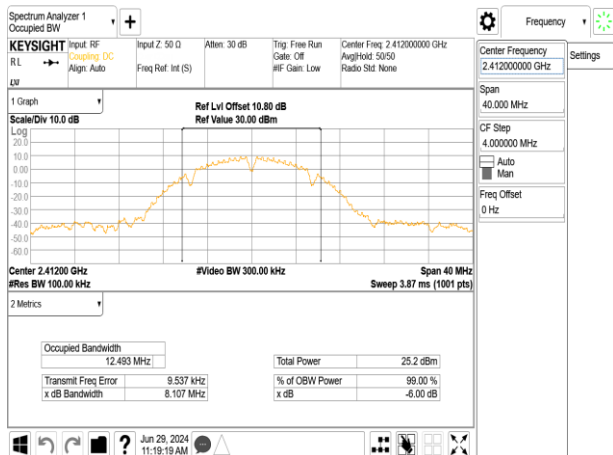 Spectrum Analyzer 1
Occupied BW
Frequency
KEYSIGHT
Input: RF
Coupling: DC
Align: Auto
Input Z: 50 Ω
Freq Ref: Int (S)
Atten: 30 dB
Trig: Free Run
Gate: Off
#IF Gain: Low
Center Freq: 2.412000000 GHz
Avg|Hold: 50/50
Radio Std: None
RL
Center Frequency
2.412000000 GHz
Settings
Span
40.000 MHz
CF Step
4.000000 MHz
Auto
Man
Freq Offset
0 Hz
1 Graph
Scale/Div 10.0 dB
Ref Lvl Offset 10.80 dB
Ref Value 30.00 dBm
Log
20.0
10.0
0.00
-10.0
-20.0
-30.0
-40.0
-50.0
-60.0
Center 2.41200 GHz
#Res BW 100.00 kHz
#Video BW 300.00 kHz
Span 40 MHz
Sweep 3.87 ms (1001 pts)
2 Metrics
Occupied Bandwidth
12.493 MHz
Total Power 25.2 dBm
Transmit Freq Error 9.537 kHz
% of OBW Power 99.00 %
x dB Bandwidth 8.107 MHz
x dB -6.00 dB
Jun 29, 2024
11:19:19 AM